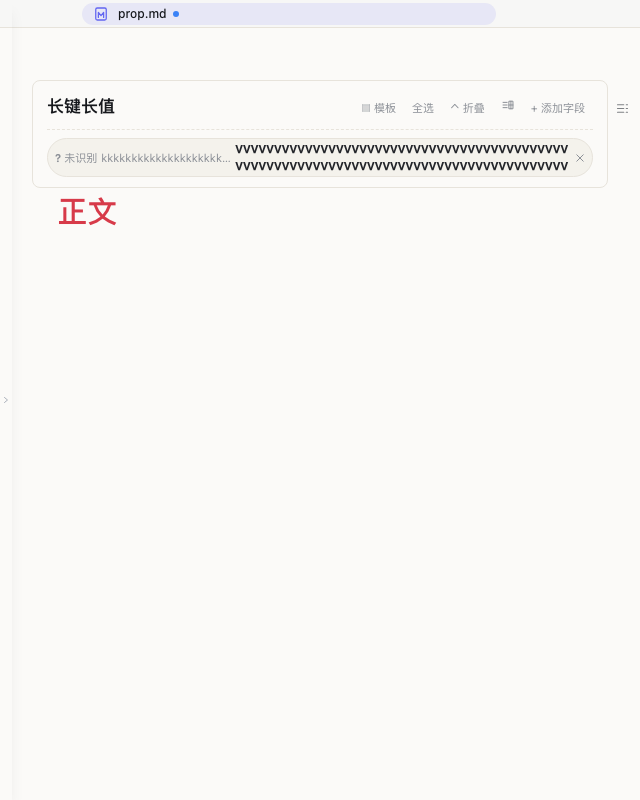 prop.md
长键长值
模板 全选 折叠 + 添加字段
? 未识别 kkkkkkkkkkkkkkkkkkkk... vvvvvvvvvvvvvvvvvvvvvvvvvvvvvvvvvvvvvvvvvvv
vvvvvvvvvvvvvvvvvvvvvvvvvvvvvvvvvvvvvvvvvvv
正文